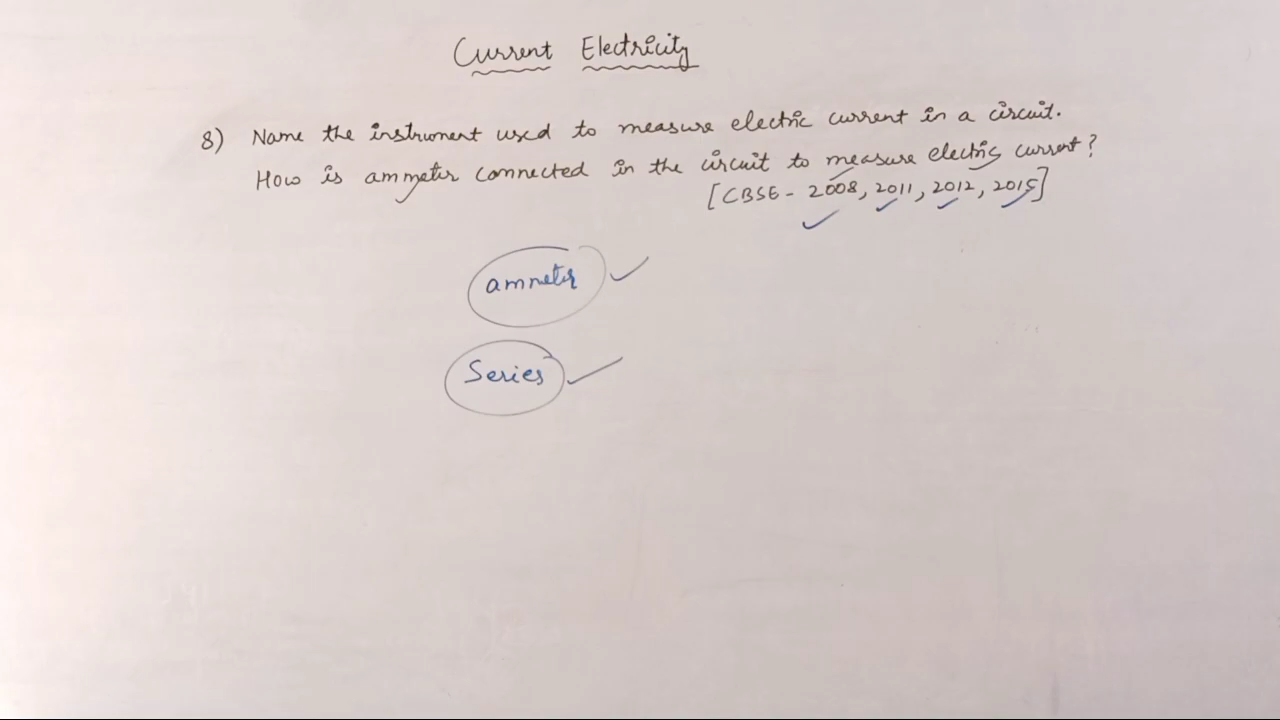 Current Electricity
8) Name the instrument used to measure electric current in a circuit.
How is ammeter connected in the circuit to measure electric current?
[CBSE - 2008, 2011, 2012, 2015]
ammeter
Series